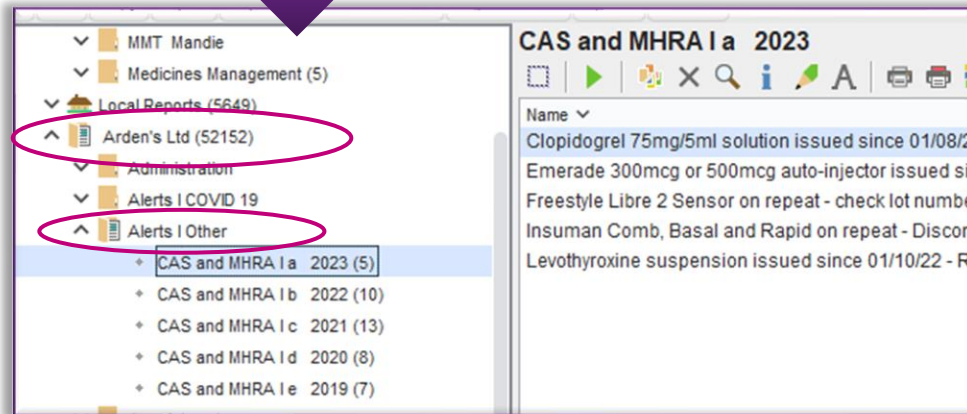 MMT Mandie
Medicines Management (5)
Local Reports (5649)
Arden's Ltd (52152)
Administration
Alerts I COVID 19
Alerts I Other
CAS and MHRA I a 2023 (5)
CAS and MHRA I b 2022 (10)
CAS and MHRA I c 2021 (13)
CAS and MHRA I d 2020 (8)
CAS and MHRA I e 2019 (7)
CAS and MHRA I a 2023
Name
Clopidogrel 75mg/5ml solution issued since 01/08/2
Emerade 300mcg or 500mcg auto-injector issued si
Freestyle Libre 2 Sensor on repeat - check lot numbe
Insuman Comb, Basal and Rapid on repeat - Discon
Levothyroxine suspension issued since 01/10/22 - R